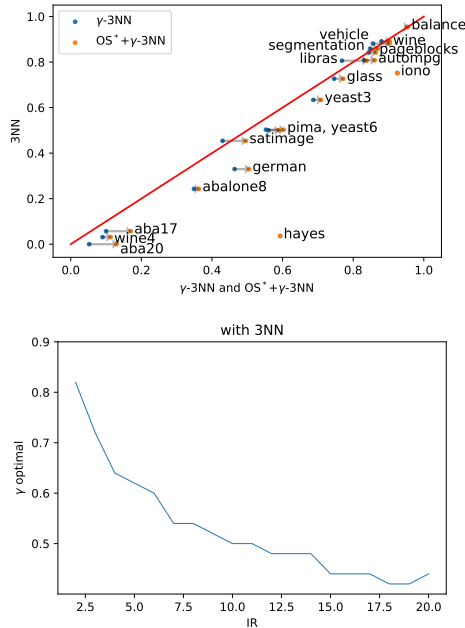 γ-3NN
OS*+γ-3NN
balance
vehicle
wine
segmentation
pageblocks
libras
autompg
iono
glass
yeast3
pima, yeast6
satimage
german
abalone8
aba17
wine4
aba20
hayes
3NN
1.0
0.8
0.6
0.4
0.2
0.0
0.0 0.2 0.4 0.6 0.8 1.0
γ-3NN and OS*+γ-3NN
with 3NN
γ optimal
0.9
0.8
0.7
0.6
0.5
2.5 5.0 7.5 10.0 12.5 15.0 17.5 20.0
IR